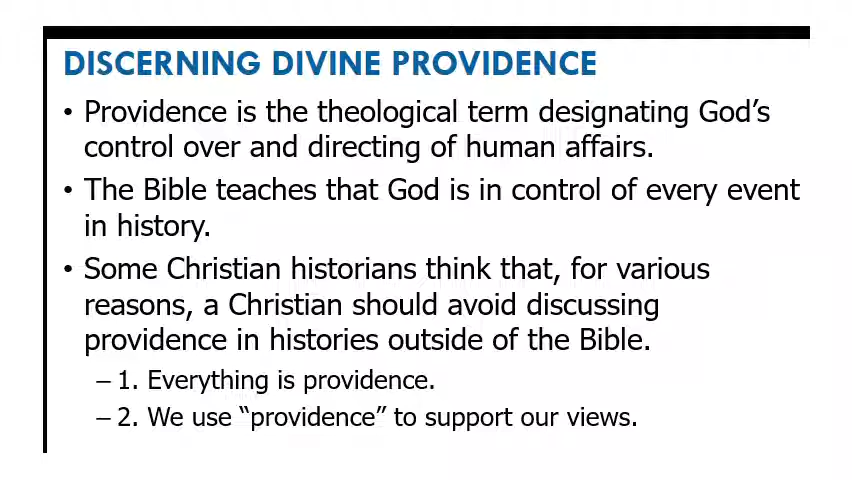 DISCERNING DIVINE PROVIDENCE
• Providence is the theological term designating God’s
control over and directing of human affairs.
• The Bible teaches that God is in control of every event
in history.
• Some Christian historians think that, for various
reasons, a Christian should avoid discussing
providence in histories outside of the Bible.
– 1. Everything is providence.
– 2. We use “providence” to support our views.